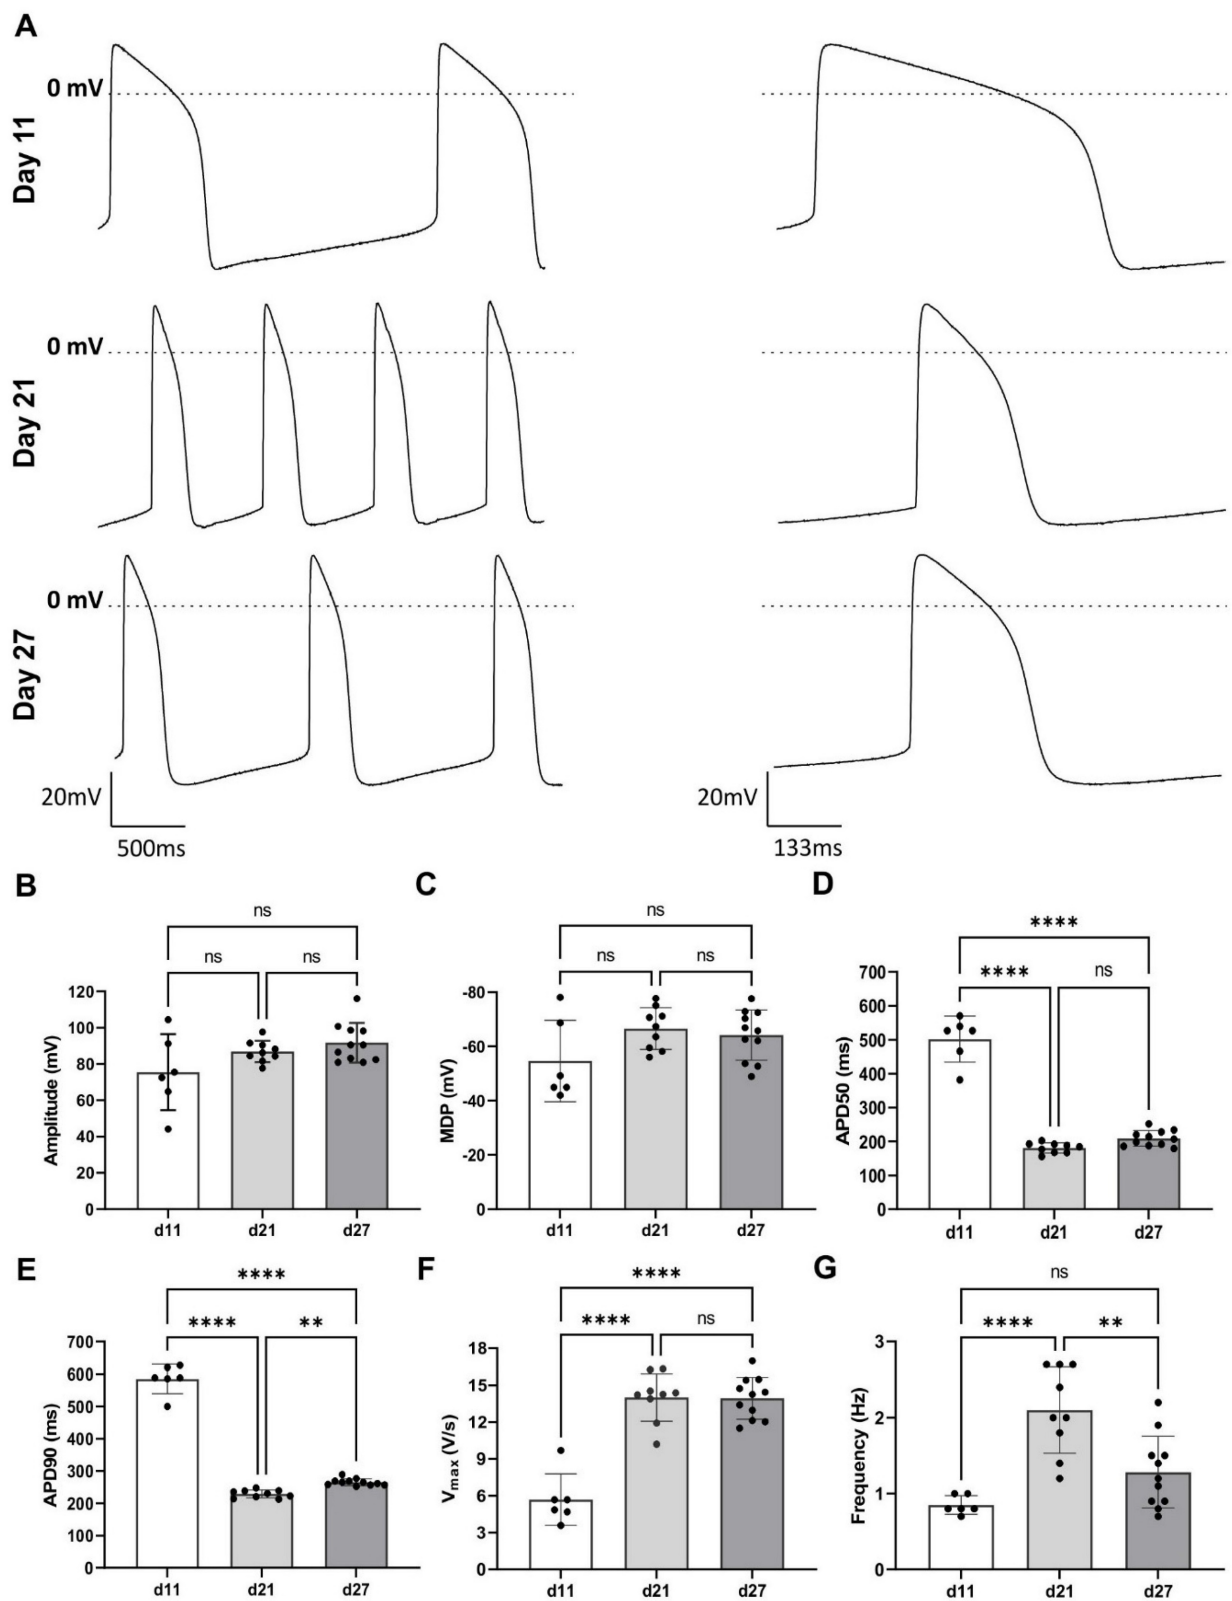 A
0 mV
Day 11
0 mV
Day 21
0 mV
Day 27
20mV
500ms
20mV
133ms
B
ns
ns
ns
Amplitude (mV)
120
100
80
60
40
20
0
d11 d21 d27
C
ns
ns
ns
MDP (mV)
-80
-60
-40
-20
0
d11 d21 d27
D
****
****
ns
APD50 (ms)
700
600
500
400
300
200
100
0
d11 d21 d27
E
****
****
**
APD90 (ms)
700
600
500
400
300
200
100
0
d11 d21 d27
F
****
****
ns
Vmax (V/s)
18
15
12
9
6
3
0
d11 d21 d27
G
ns
****
**
Frequency (Hz)
3
2
1
0
d11 d21 d27